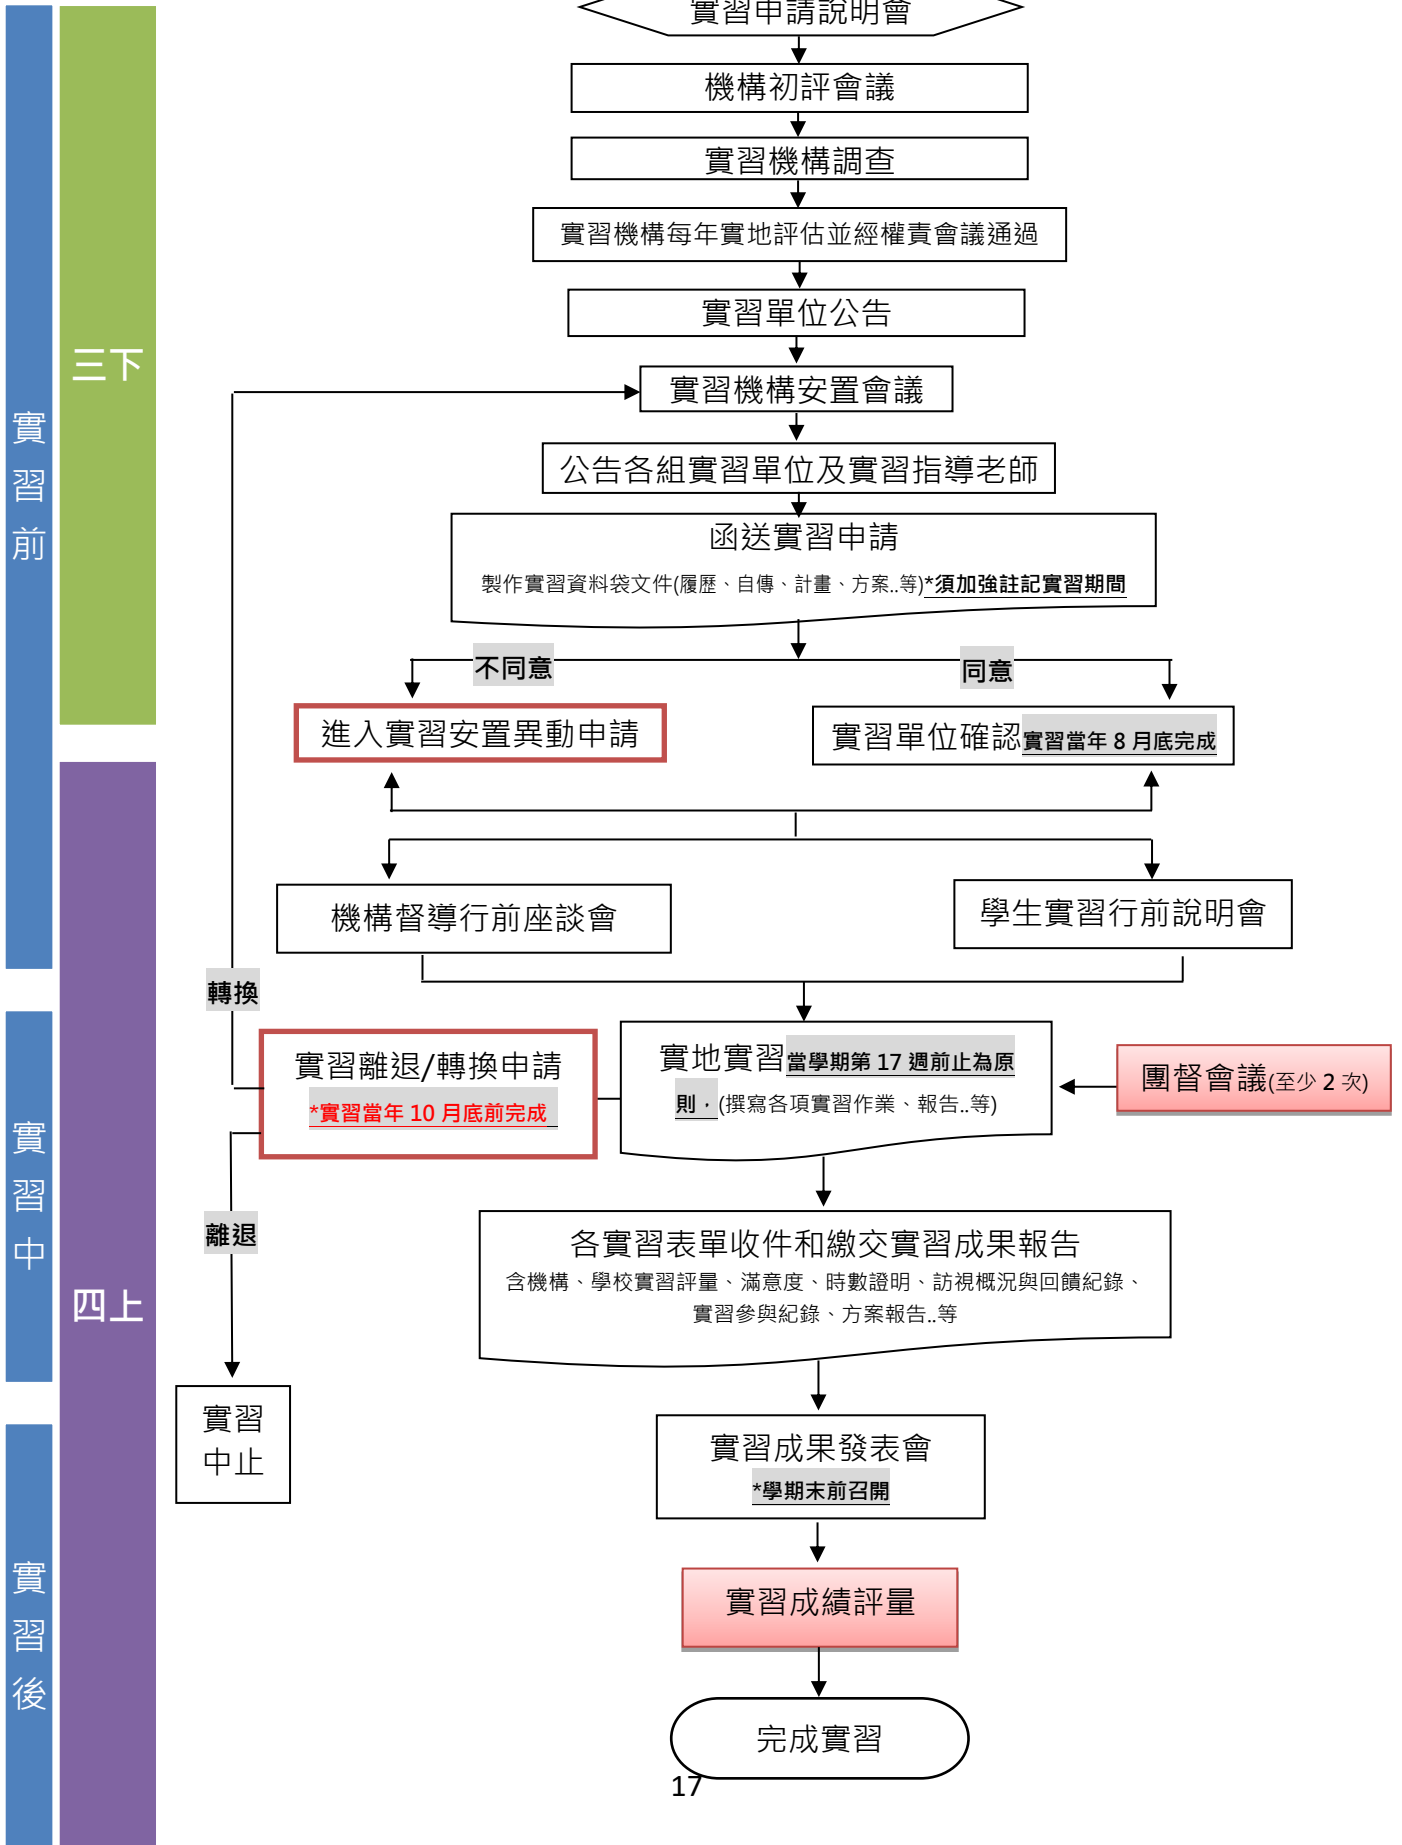 實習申請說明會
機構初評會議
實習機構調查
實習機構每年實地評估並經權責會議通過
實習單位公告
三下
實習機構安置會議
實習前
公告各組實習單位及實習指導老師
函送實習申請
製作實習資料袋文件(履歷、自傳、計畫、方案..等)*須加強註記實習期間
不同意
同意
進入實習安置異動申請
實習單位確認實習當年 8 月底完成
機構督導行前座談會
學生實習行前說明會
轉換
實習離退/轉換申請
*實習當年 10 月底前完成
實地實習當學期第 17 週前止為原
則，(撰寫各項實習作業、報告..等)
團督會議(至少 2 次)
實習中
離退
四上
各實習表單收件和繳交實習成果報告
含機構、學校實習評量、滿意度、時數證明、訪視概況與回饋紀錄、
實習參與紀錄、方案報告..等
實習
中止
實習成果發表會
*學期末前召開
實習後
實習成績評量
完成實習
17